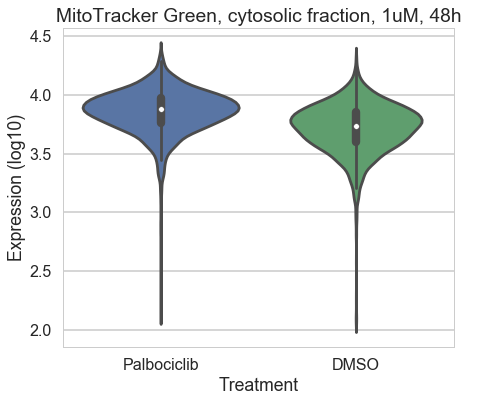 MitoTracker Green, cytosolic fraction, 1uM, 48h
Expression (log10)
4.5
4.0
3.5
3.0
2.5
2.0
Palbociclib DMSO
Treatment